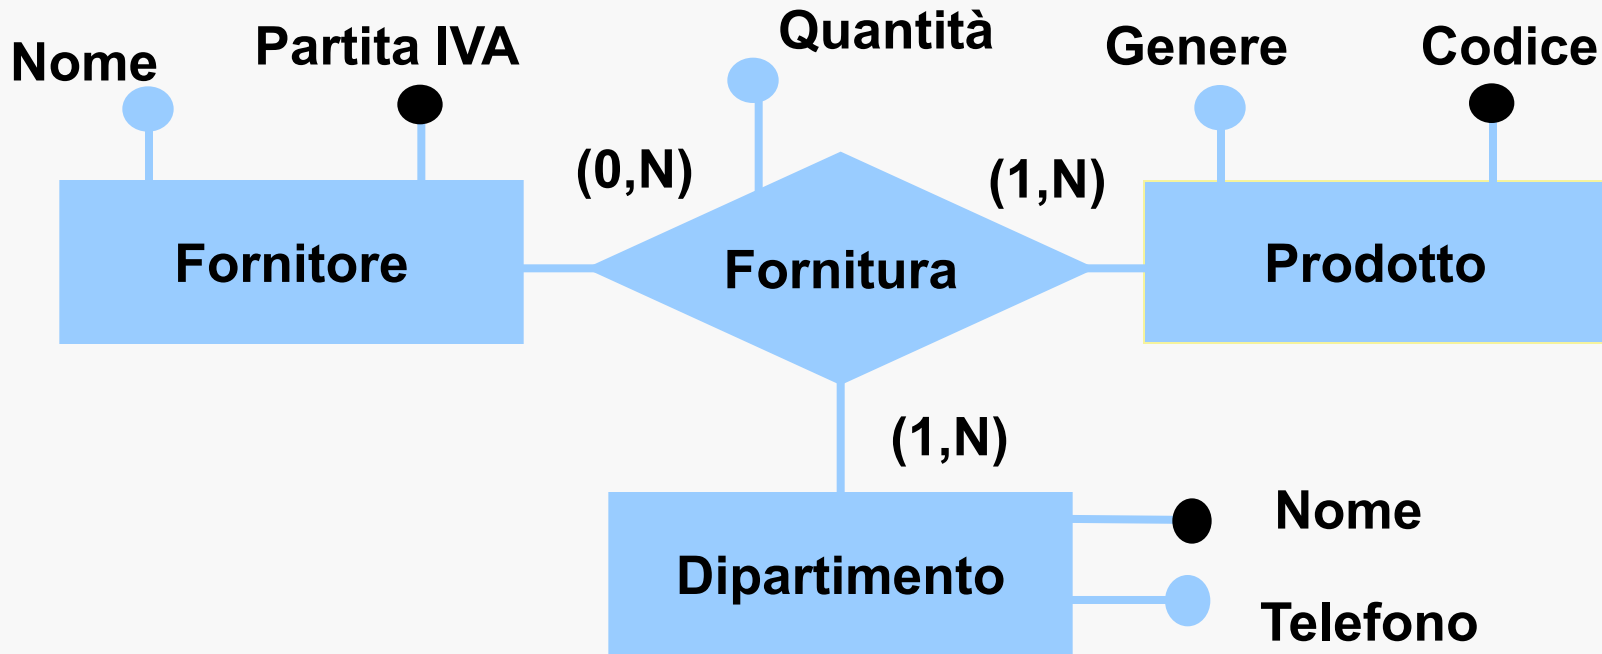 Nome
Partita IVA
Quantità
Genere
Codice
(0,N)
(1,N)
Fornitore
Fornitura
Prodotto
(1,N)
Nome
Dipartimento
Telefono